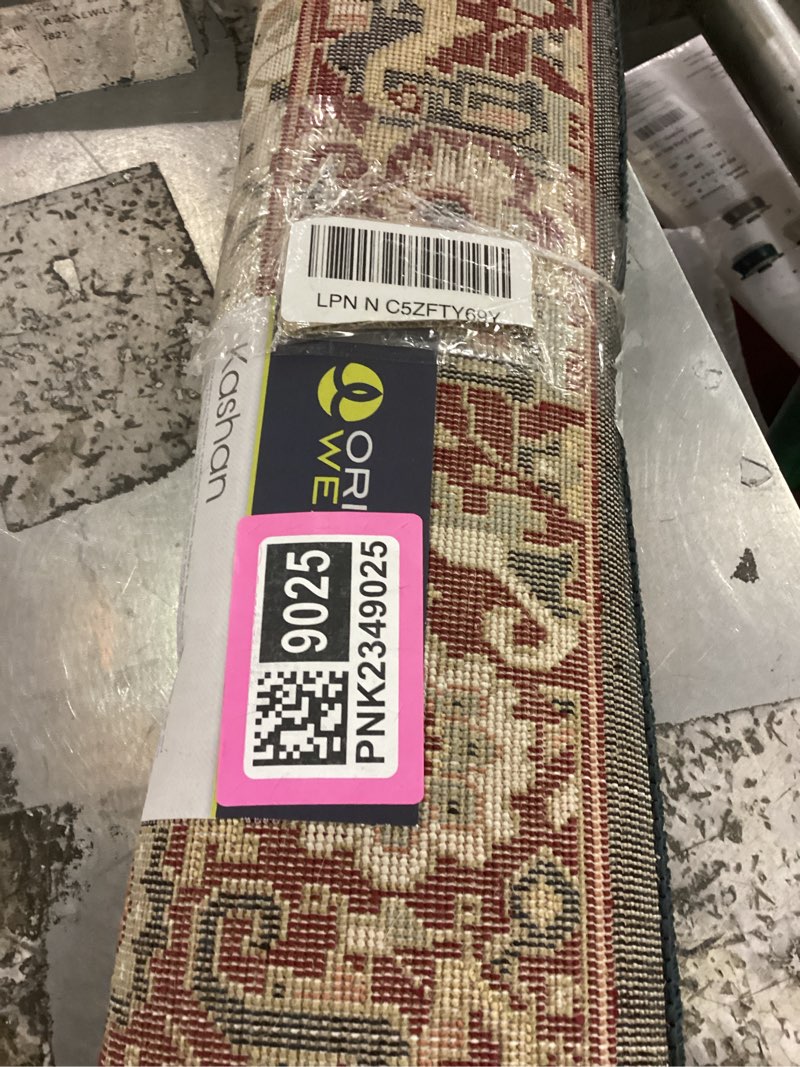 LPN N C5ZFTY69Y
Kashan
ORI
WE
9025
PNK2349025